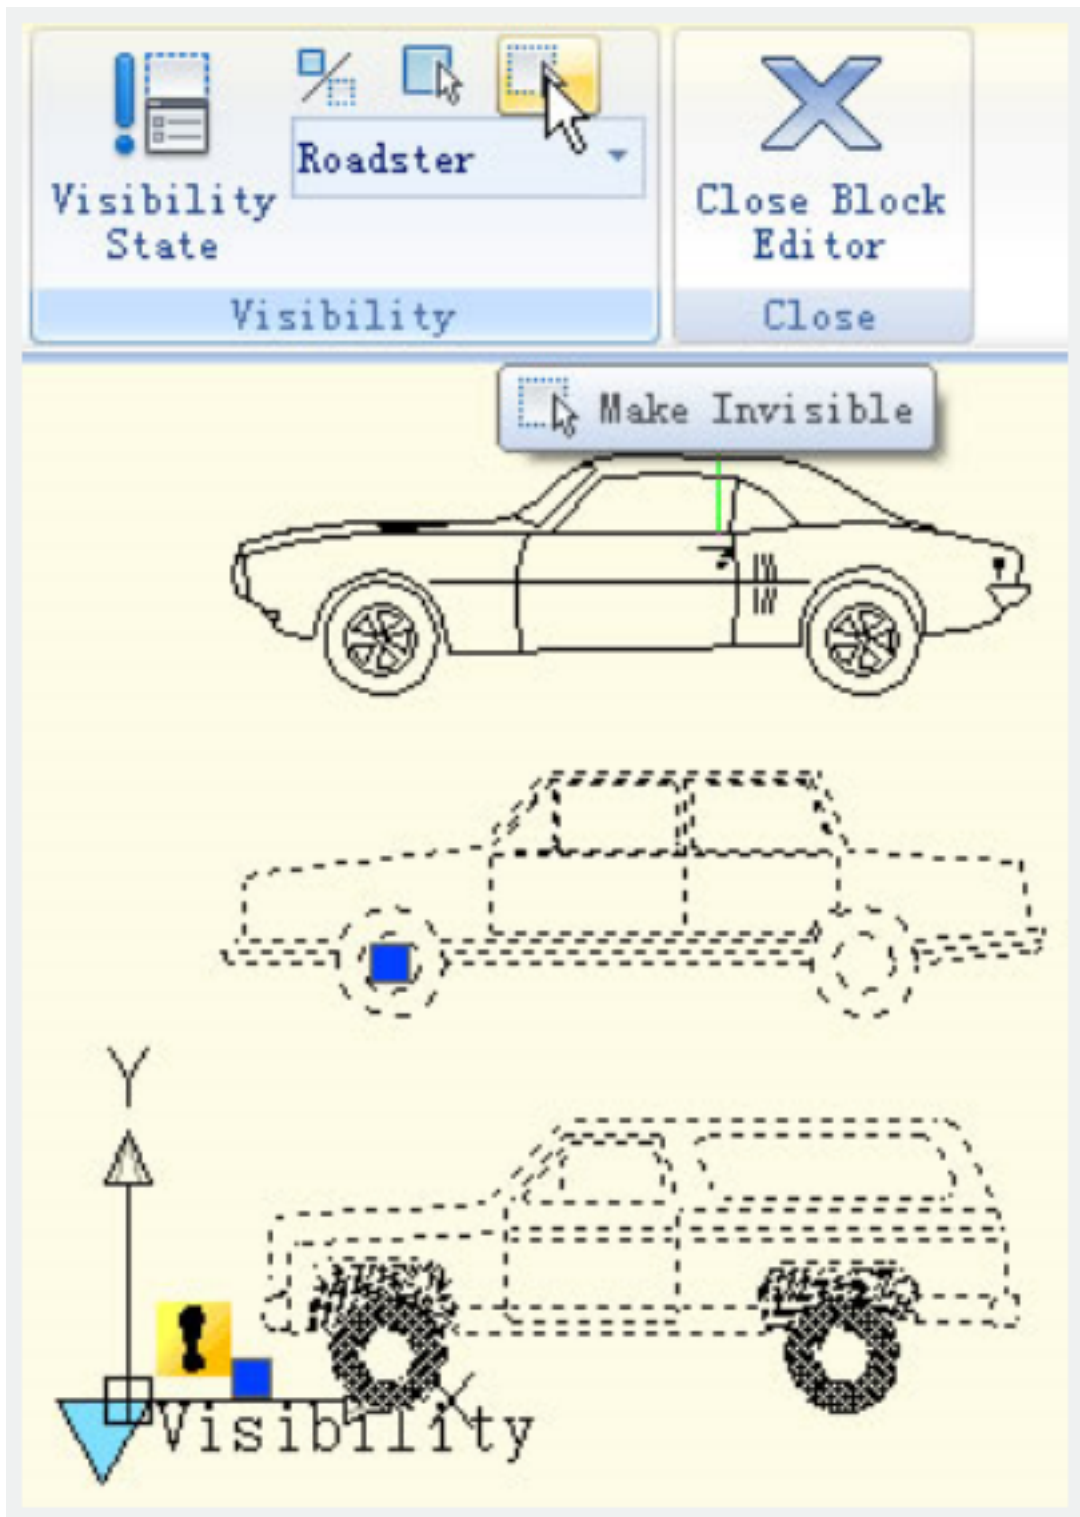 Roadster
Visibility
State
Close Block
Editor
Visibility
Close
Make Invisible
Y
X
Visibility